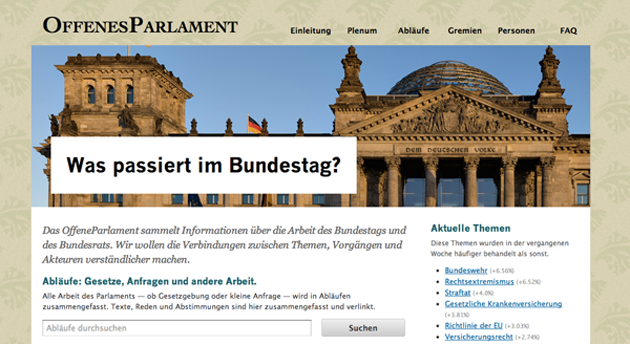 OffenesParlament
Einleitung Plenum Abläufe Gremien Personen FAQ
DEM DEUTSCHEN VOLKE
Was passiert im Bundestag?
Das OffeneParlament sammelt Informationen über die Arbeit des Bundestags und
des Bundesrats. Wir wollen die Verbindungen zwischen Themen, Vorgängen und
Akteuren verständlicher machen.
Abläufe: Gesetze, Anfragen und andere Arbeit.
Alle Arbeit des Parlaments — ob Gesetzgebung oder kleine Anfrage — wird in Abläufen
zusammengefasst. Texte, Reden und Abstimmungen sind hier zusammengefasst und verlinkt.
Abläufe durchsuchen
Suchen
Aktuelle Themen
Diese Themen wurden in der vergangenen
Woche häufiger behandelt als sonst.
Bundeswehr (+6.56%)
Rechtsextremismus (+6.52%)
Straftat (+4.0%)
Gesetzliche Krankenversicherung
(+3.81%)
Richtlinie der EU (+3.03%)
Versicherungsrecht (+2.74%)